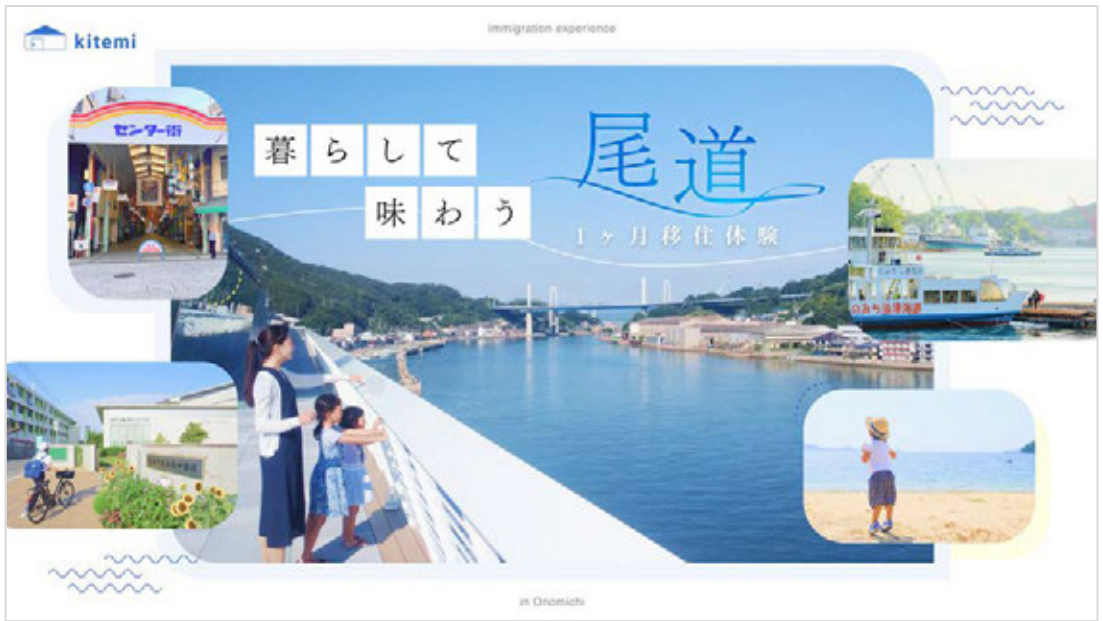 kitemi
immigration experience
センター街
暮らして
味わう
尾道
1ヶ月移住体験
in Onomichi